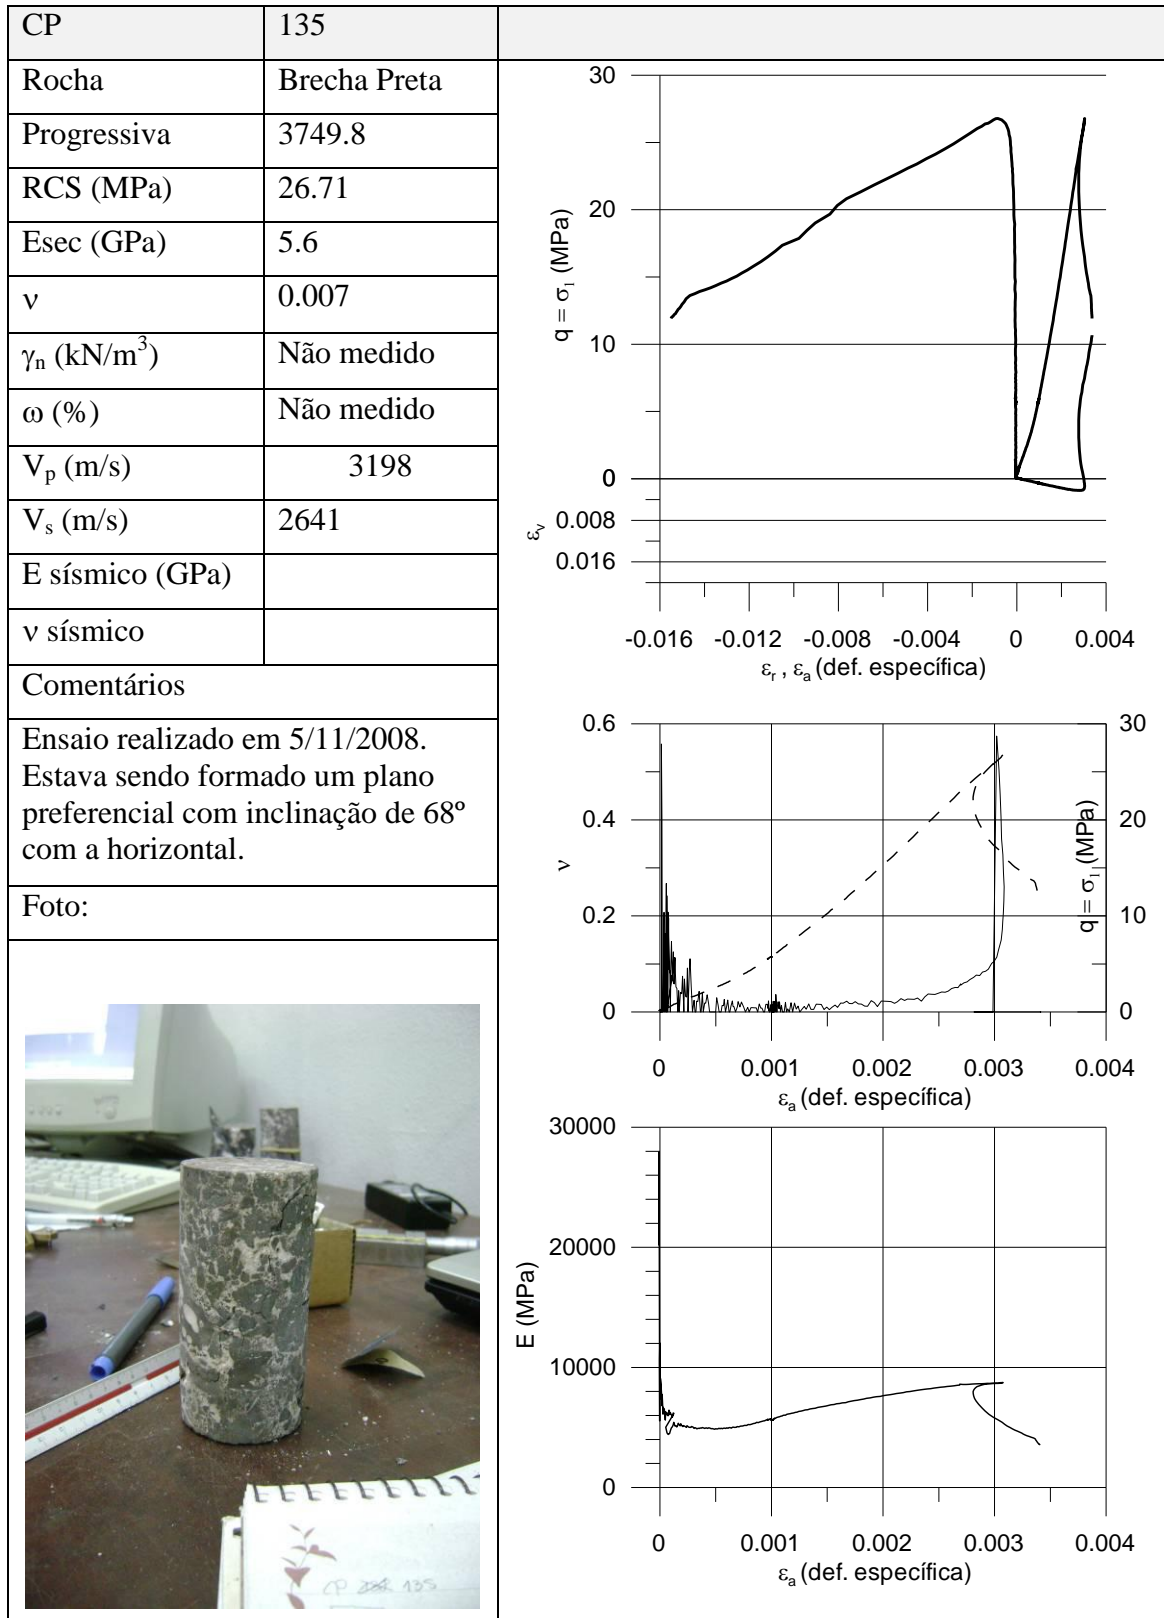 CP 135
Rocha Brecha Preta
Progressiva 3749.8
RCS (MPa) 26.71
Esec (GPa) 5.6
ν 0.007
γn (kN/m³) Não medido
ω (%) Não medido
Vp (m/s) 3198
Vs (m/s) 2641
E sísmico (GPa)
ν sísmico
Comentários
Ensaio realizado em 5/11/2008.
Estava sendo formado um plano
preferencial com inclinação de 68º
com a horizontal.
Foto:
CP 135
30
20
10
0
q = σ1 (MPa)
0.008
0.016
εv
-0.016 -0.012 -0.008 -0.004 0 0.004
εr , εa (def. específica)
0.6
0.4
0.2
0
ν
30
20
10
0
q = σ1 (MPa)
0 0.001 0.002 0.003 0.004
εa (def. específica)
30000
20000
10000
0
E (MPa)
0 0.001 0.002 0.003 0.004
εa (def. específica)